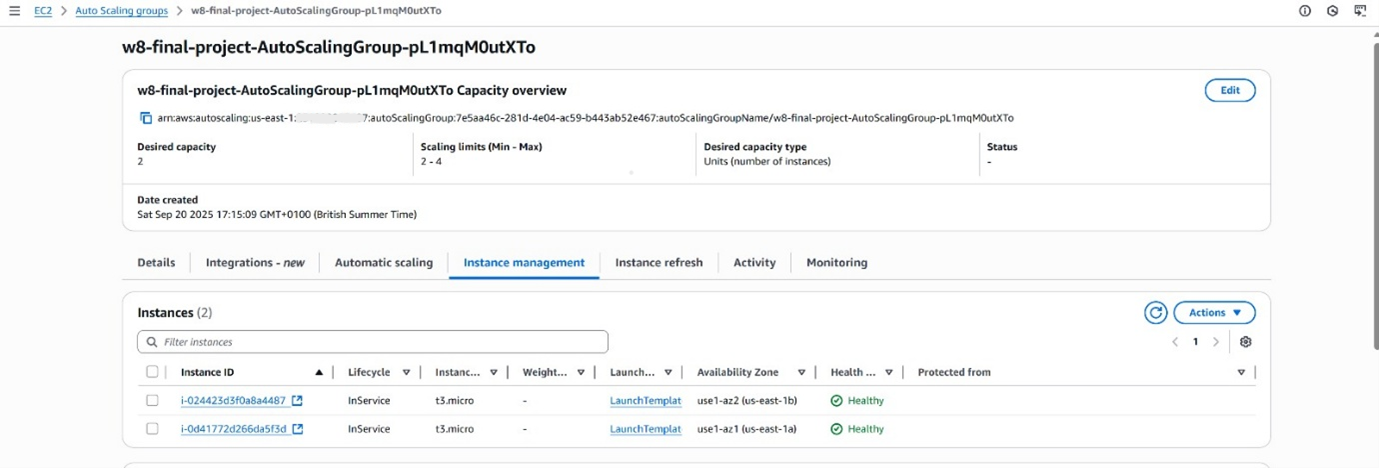 EC2 > Auto Scaling groups > w8-final-project-AutoScalingGroup-pL1mqM0utXTo
w8-final-project-AutoScalingGroup-pL1mqM0utXTo
w8-final-project-AutoScalingGroup-pL1mqM0utXTo Capacity overview
Edit
arn:aws:autoscaling:us-east-1: 7:autoScalingGroup:7e5aa46c-281d-4e04-ac59-b443ab52e467:autoScalingGroupName/w8-final-project-AutoScalingGroup-pL1mqM0utXTo
Desired capacity Scaling limits (Min - Max) Desired capacity type Status
2 2 - 4 Units (number of instances) -
Date created
Sat Sep 20 2025 17:15:09 GMT+0100 (British Summer Time)
Details Integrations - new Automatic scaling Instance management Instance refresh Activity Monitoring
Instances (2) Actions
Filter instances 1
Instance ID Lifecycle Instanc... Weight... Launch... Availability Zone Health ... Protected from
i-024423d3f0a8a4487 InService t3.micro - LaunchTemplat use1-az2 (us-east-1b) Healthy
i-0d41772d266da5f3d InService t3.micro - LaunchTemplat use1-az1 (us-east-1a) Healthy